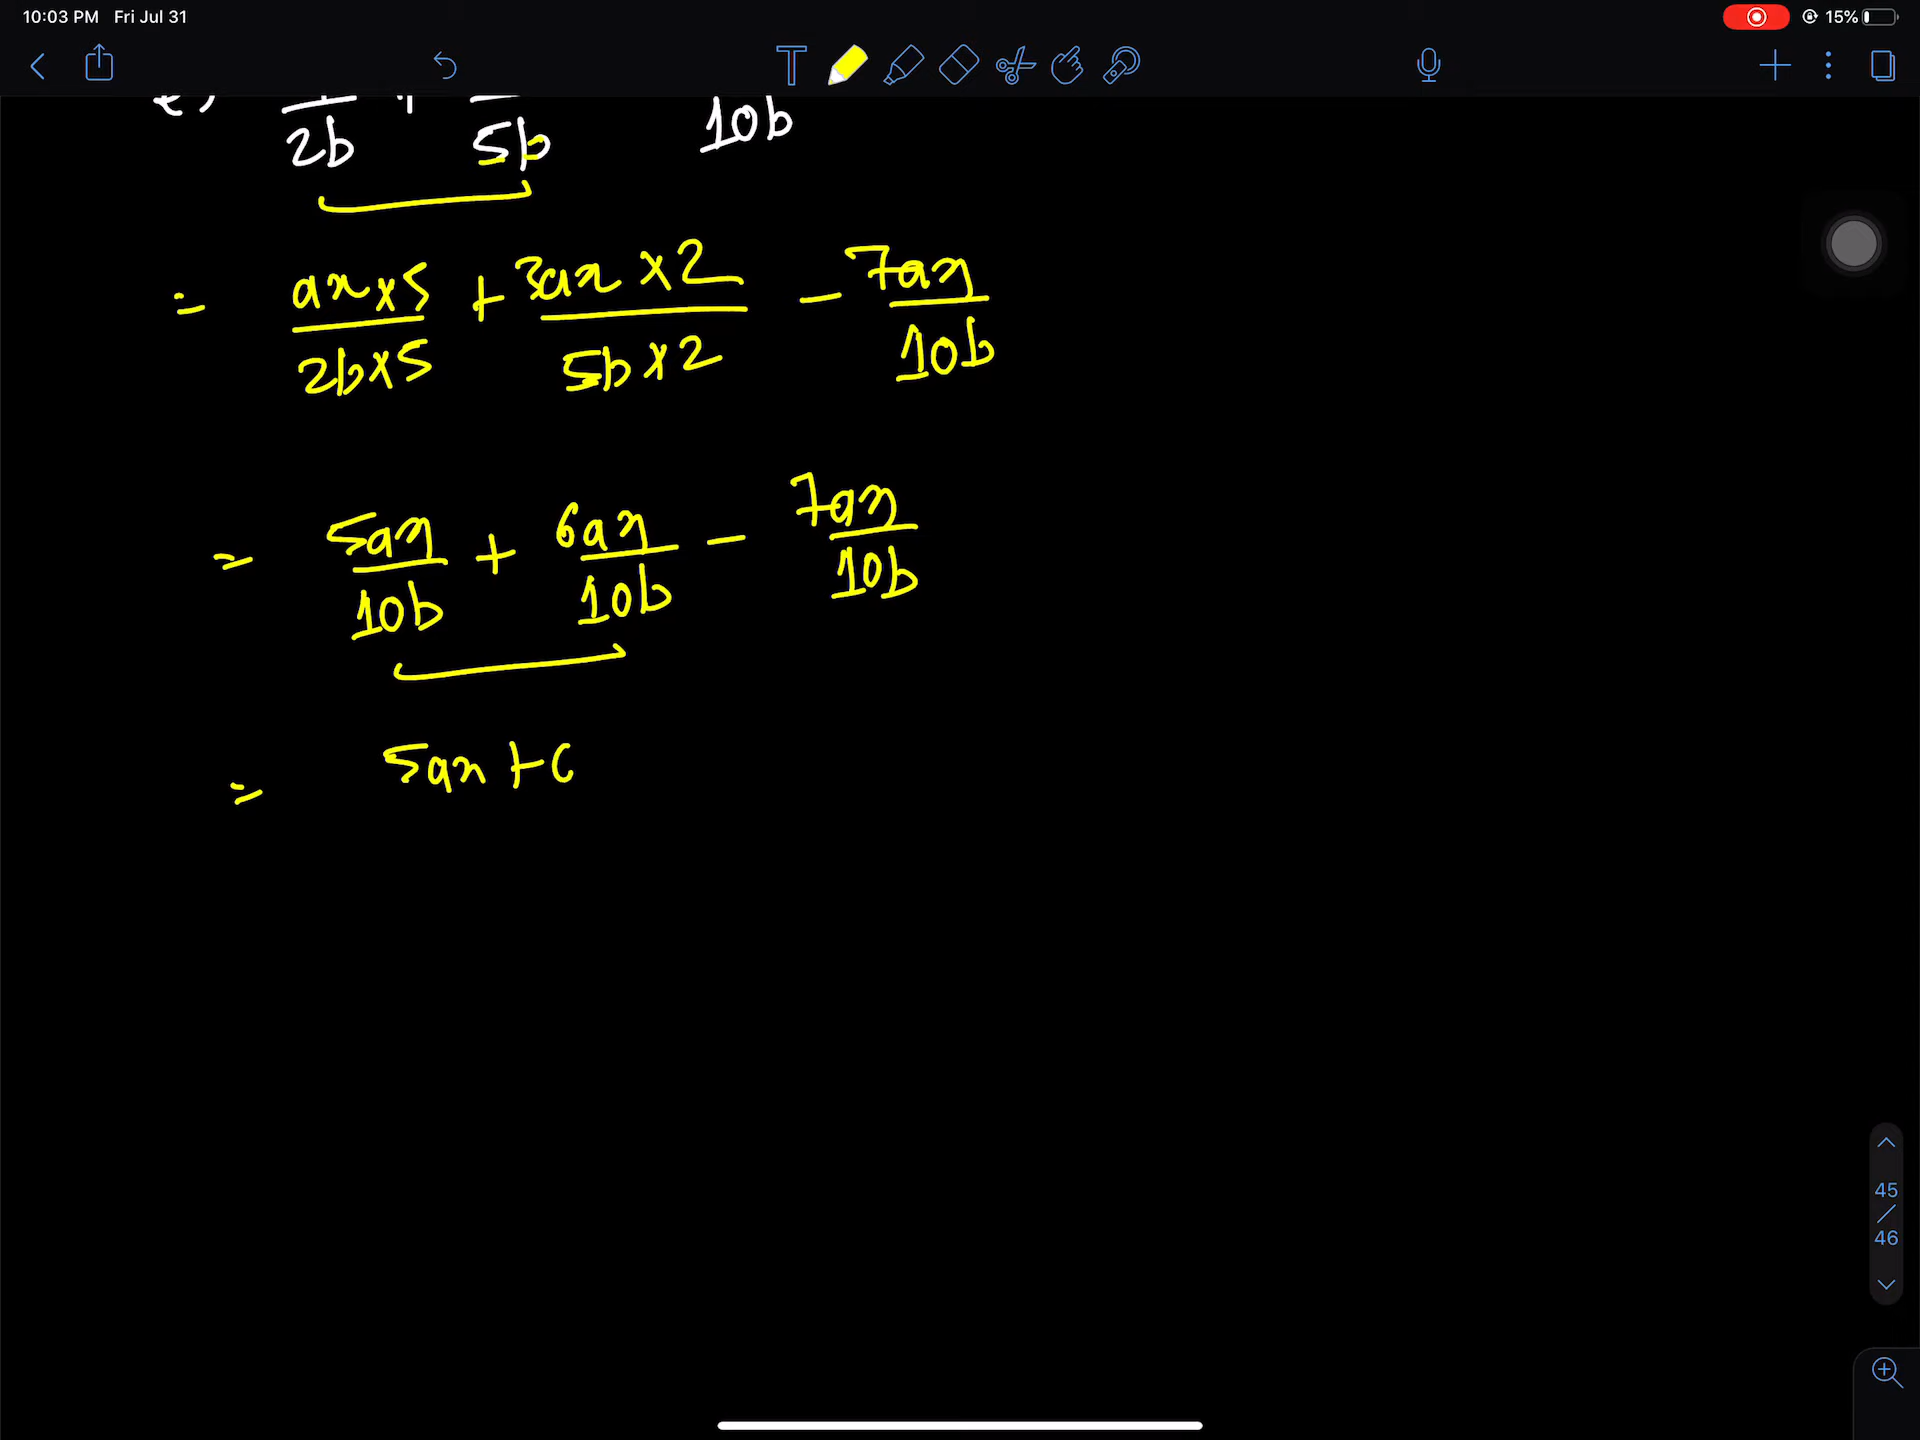 10:03 PM Fri Jul 31
15%
2b + 5b 10b
= ax×5/2b×5 + 3ax×2/5b×2 - 7ax/10b
= 5ax/10b + 6ax/10b - 7ax/10b
= 5ax + 6
45
/
46